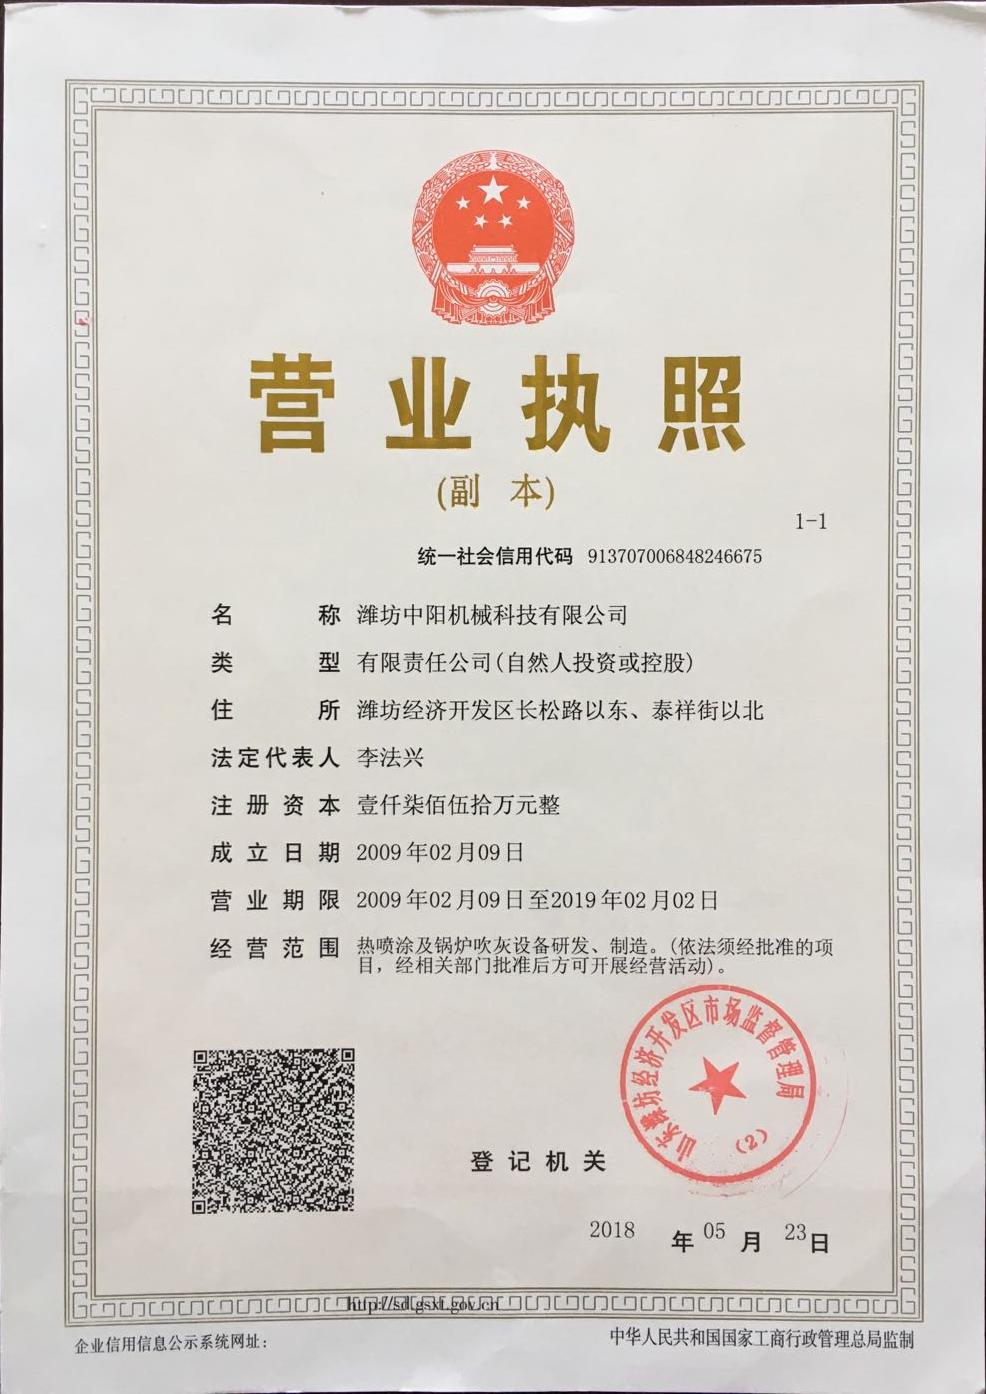 营业执照
(副 本)
1-1
统一社会信用代码 913707006848246675
名称 潍坊中阳机械科技有限公司
类型 有限责任公司(自然人投资或控股)
住所 潍坊经济开发区长松路以东、泰祥街以北
法定代表人 李法兴
注册资本 壹仟柒佰伍拾万元整
成立日期 2009年02月09日
营业期限 2009年02月09日至2019年02月02日
经营范围 热喷涂及锅炉吹灰设备研发、制造。(依法须经批准的项
目，经相关部门批准后方可开展经营活动)。
山东潍坊经济开发区市场监督管理局
(2)
登记机关
2018 年 05 月 23 日
http://sd.gsxt.gov.cn
企业信用信息公示系统网址：
中华人民共和国国家工商行政管理总局监制